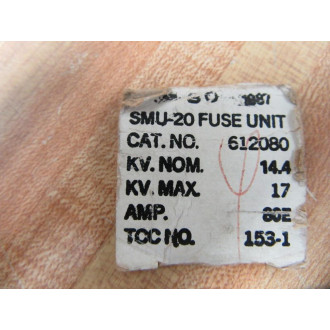 1987
SMU-20 FUSE UNIT
CAT. NO. 612080
KV. NOM. 14.4
KV. MAX. 17
AMP. 80E
TCC NO. 153-1